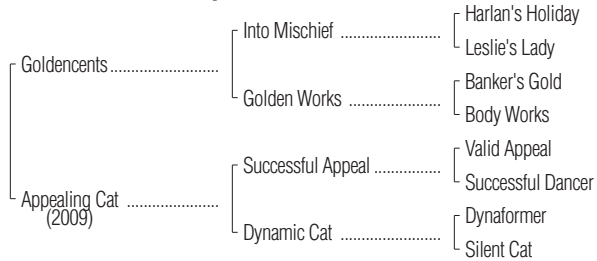 Harlan's Holiday
Into Mischief ....................
Leslie's Lady
Goldencents......................
Banker's Gold
Golden Works ..................
Body Works
Valid Appeal
Successful Appeal .............
Successful Dancer
Appealing Cat ..................
(2009)
Dynaformer
Dynamic Cat ....................
Silent Cat